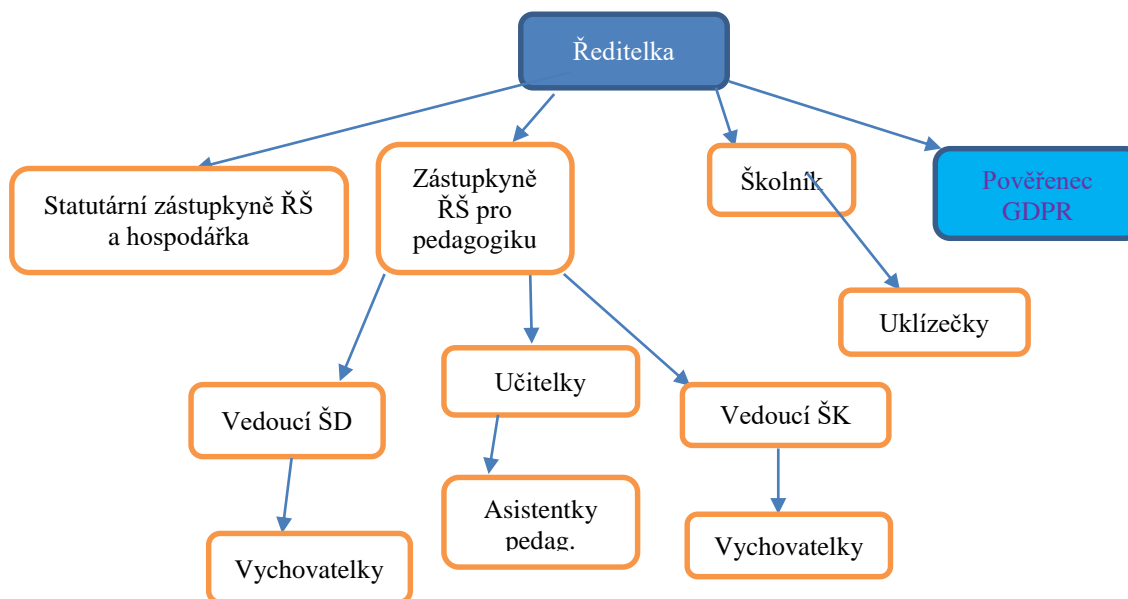 Ředitelka
Statutární zástupkyně ŘŠ
a hospodářka
Zástupkyně
ŘŠ pro
pedagogiku
Školník
Pověřenec
GDPR
Uklízečky
Vedoucí ŠD
Učitelky
Vedoucí ŠK
Vychovatelky
Asistentky
pedag.
Vychovatelky